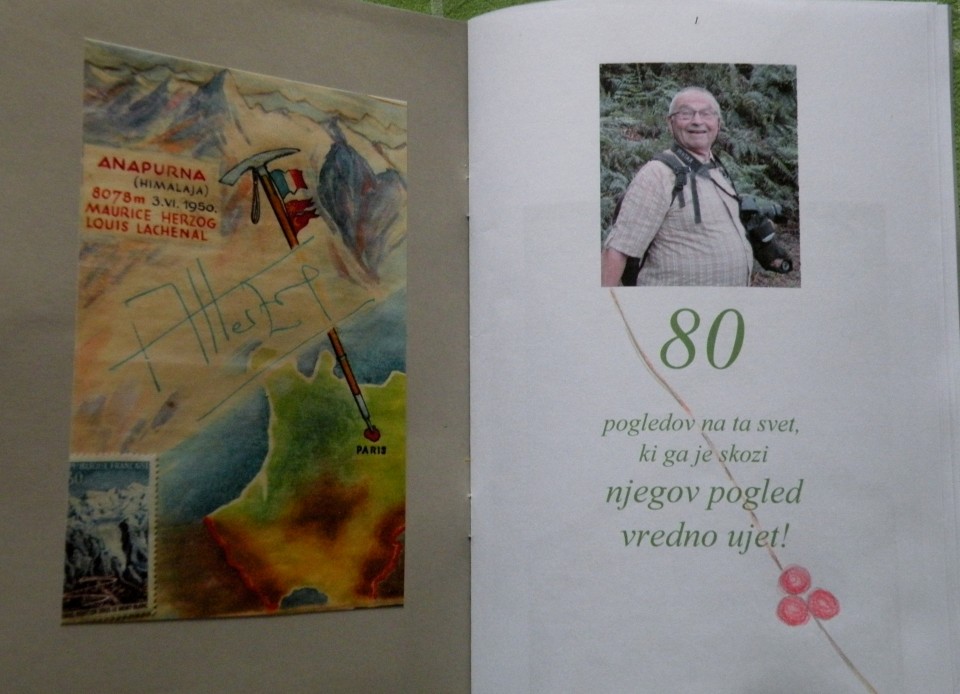 ANAPURNA
(HIMALAJA)
8078m 3.VI. 1950.
MAURICE HERZOG
LOUIS LACHENAL
PARIS
1
80
pogledov na ta svet,
ki ga je skozi
njegov pogled
vredno ujet!